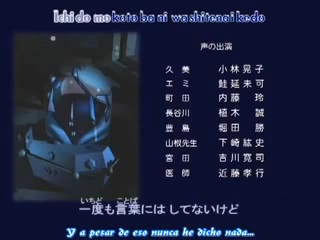 Ichi do mo koto ba ni wa shitenai kedo
声の出演
久美 小林晃子
エミ 鮭延未可
町田 内藤玲
長谷川 植木誠
豊島 堀田勝
山根先生 下崎紘史
宮田 吉川寛司
医師 近藤孝行
いちど ことば
一度も言葉には してないけど
Y a pesar de eso nunca he dicho nada...